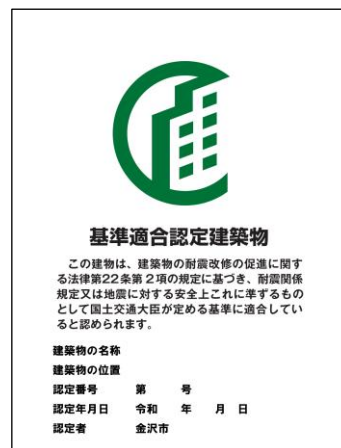 基準適合認定建築物
この建物は、建築物の耐震改修の促進に関す
る法律第22条第2項の規定に基づき、耐震関係
規定又は地震に対する安全上これに準ずるもの
として国土交通大臣が定める基準に適合してい
ると認められます。
建築物の名称
建築物の位置
認定番号 第 号
認定年月日 令和 年 月 日
認定者 金沢市